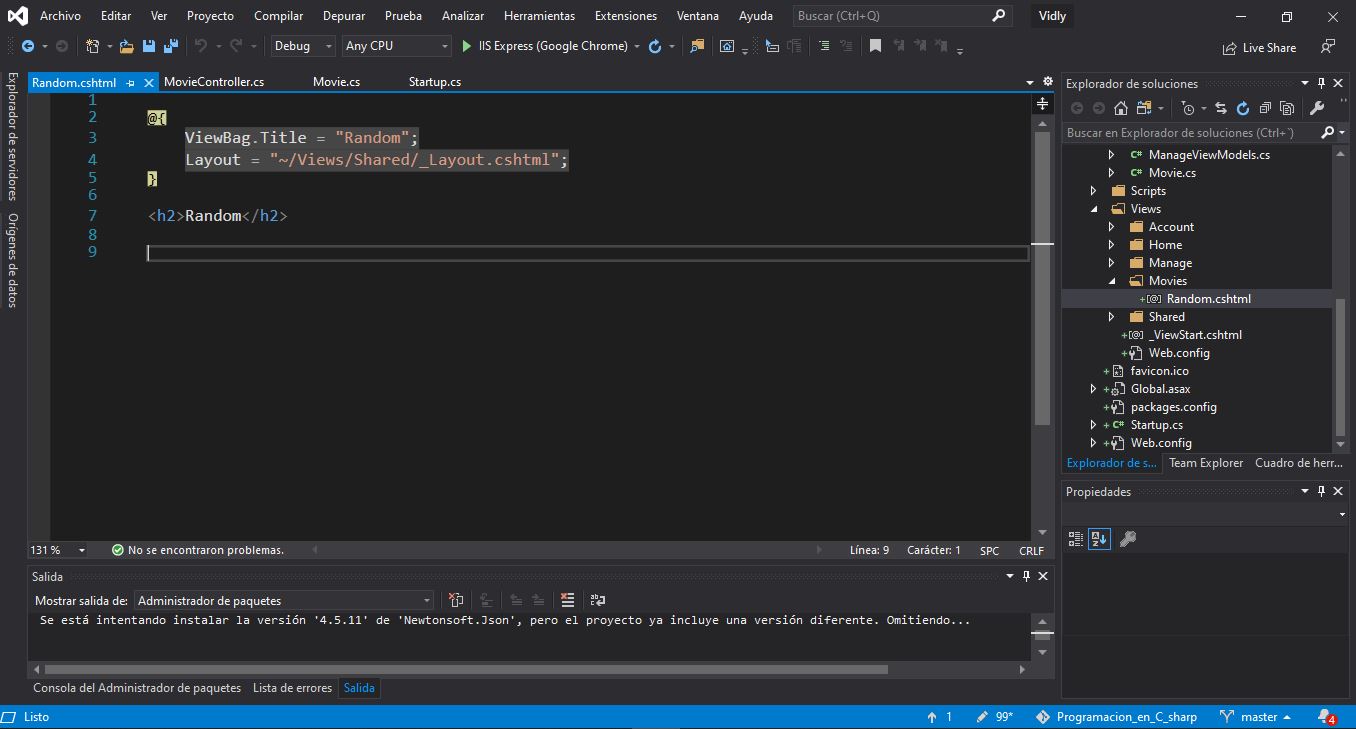 Archivo Editar Ver Proyecto Compilar Depurar Prueba Analizar Herramientas Extensiones Ventana Ayuda Buscar (Ctrl+Q) Vidly
Debug Any CPU IIS Express (Google Chrome) Live Share
Explorador de servidores
Orígenes de datos
Random.cshtml MovieController.cs Movie.cs Startup.cs
1
2 @{
3 ViewBag.Title = "Random";
4 Layout = "~/Views/Shared/_Layout.cshtml";
5 }
6
7 <h2>Random</h2>
8
9
131 % No se encontraron problemas. Línea: 9 Carácter: 1 SPC CRLF
Salida
Mostrar salida de: Administrador de paquetes
Se está intentando instalar la versión '4.5.11' de 'Newtonsoft.Json', pero el proyecto ya incluye una versión diferente. Omitiendo...
Consola del Administrador de paquetes Lista de errores Salida
Explorador de soluciones
Buscar en Explorador de soluciones (Ctrl+`)
C# ManageViewModels.cs
C# Movie.cs
Scripts
Views
Account
Home
Manage
Movies
+[@] Random.cshtml
Shared
+[@] _ViewStart.cshtml
Web.config
favicon.ico
Global.asax
packages.config
C# Startup.cs
Web.config
Explorador de s... Team Explorer Cuadro de herr...
Propiedades
Listo 1 99* Programacion_en_C_sharp master 4